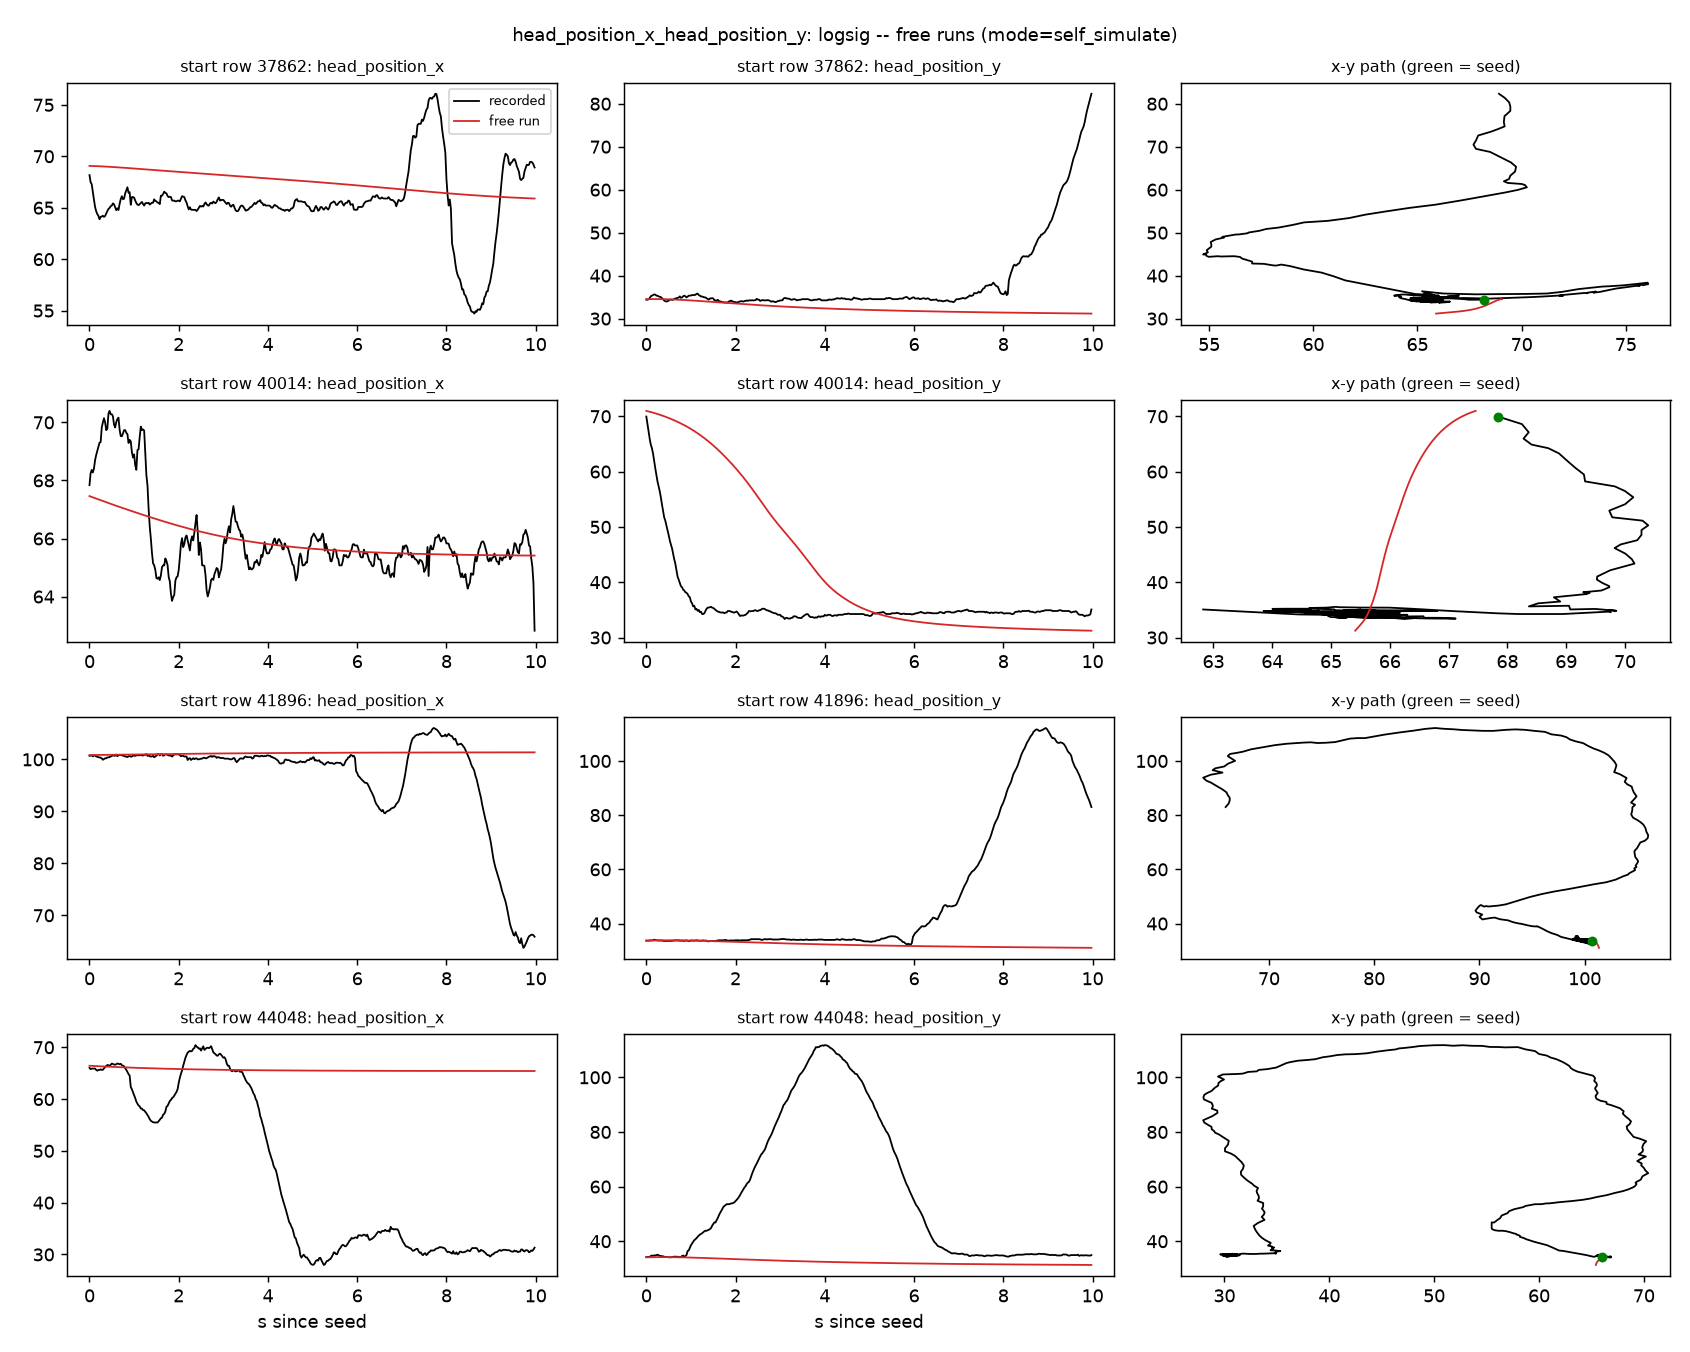 head_position_x_head_position_y: logsig -- free runs (mode=self_simulate)
start row 37862: head_position_x
start row 37862: head_position_y
x-y path (green = seed)
recorded
free run
75
70
65
60
55
0 2 4 6 8 10
80
70
60
50
40
30
0 2 4 6 8 10
80
70
60
50
40
30
55 60 65 70 75
start row 40014: head_position_x
start row 40014: head_position_y
x-y path (green = seed)
70
68
66
64
0 2 4 6 8 10
70
60
50
40
30
0 2 4 6 8 10
70
60
50
40
30
63 64 65 66 67 68 69 70
start row 41896: head_position_x
start row 41896: head_position_y
x-y path (green = seed)
100
90
80
70
0 2 4 6 8 10
100
80
60
40
0 2 4 6 8 10
100
80
60
40
70 80 90 100
start row 44048: head_position_x
start row 44048: head_position_y
x-y path (green = seed)
70
60
50
40
30
0 2 4 6 8 10
s since seed
100
80
60
40
0 2 4 6 8 10
s since seed
100
80
60
40
30 40 50 60 70